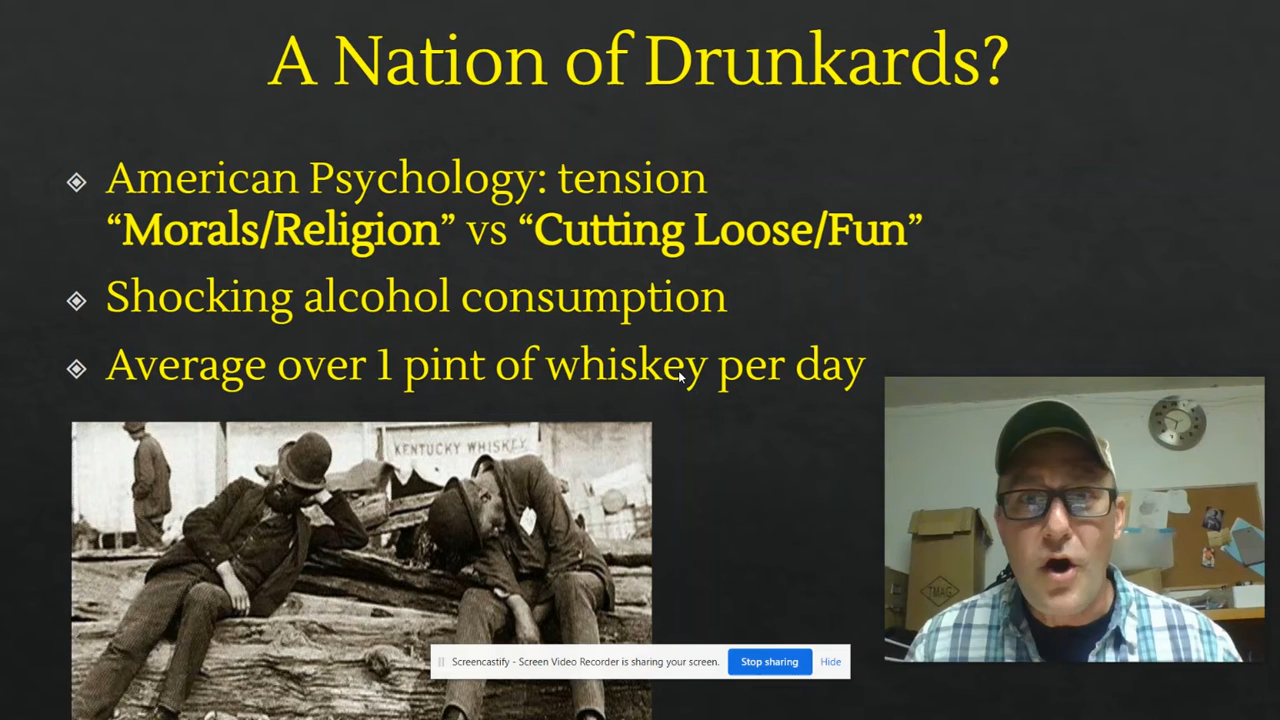 A Nation of Drunkards?
American Psychology: tension
“Morals/Religion” vs “Cutting Loose/Fun”
Shocking alcohol consumption
Average over 1 pint of whiskey per day
KENTUCKY WHISKEY
TMAG
Screencastify - Screen Video Recorder is sharing your screen.
Stop sharing
Hide